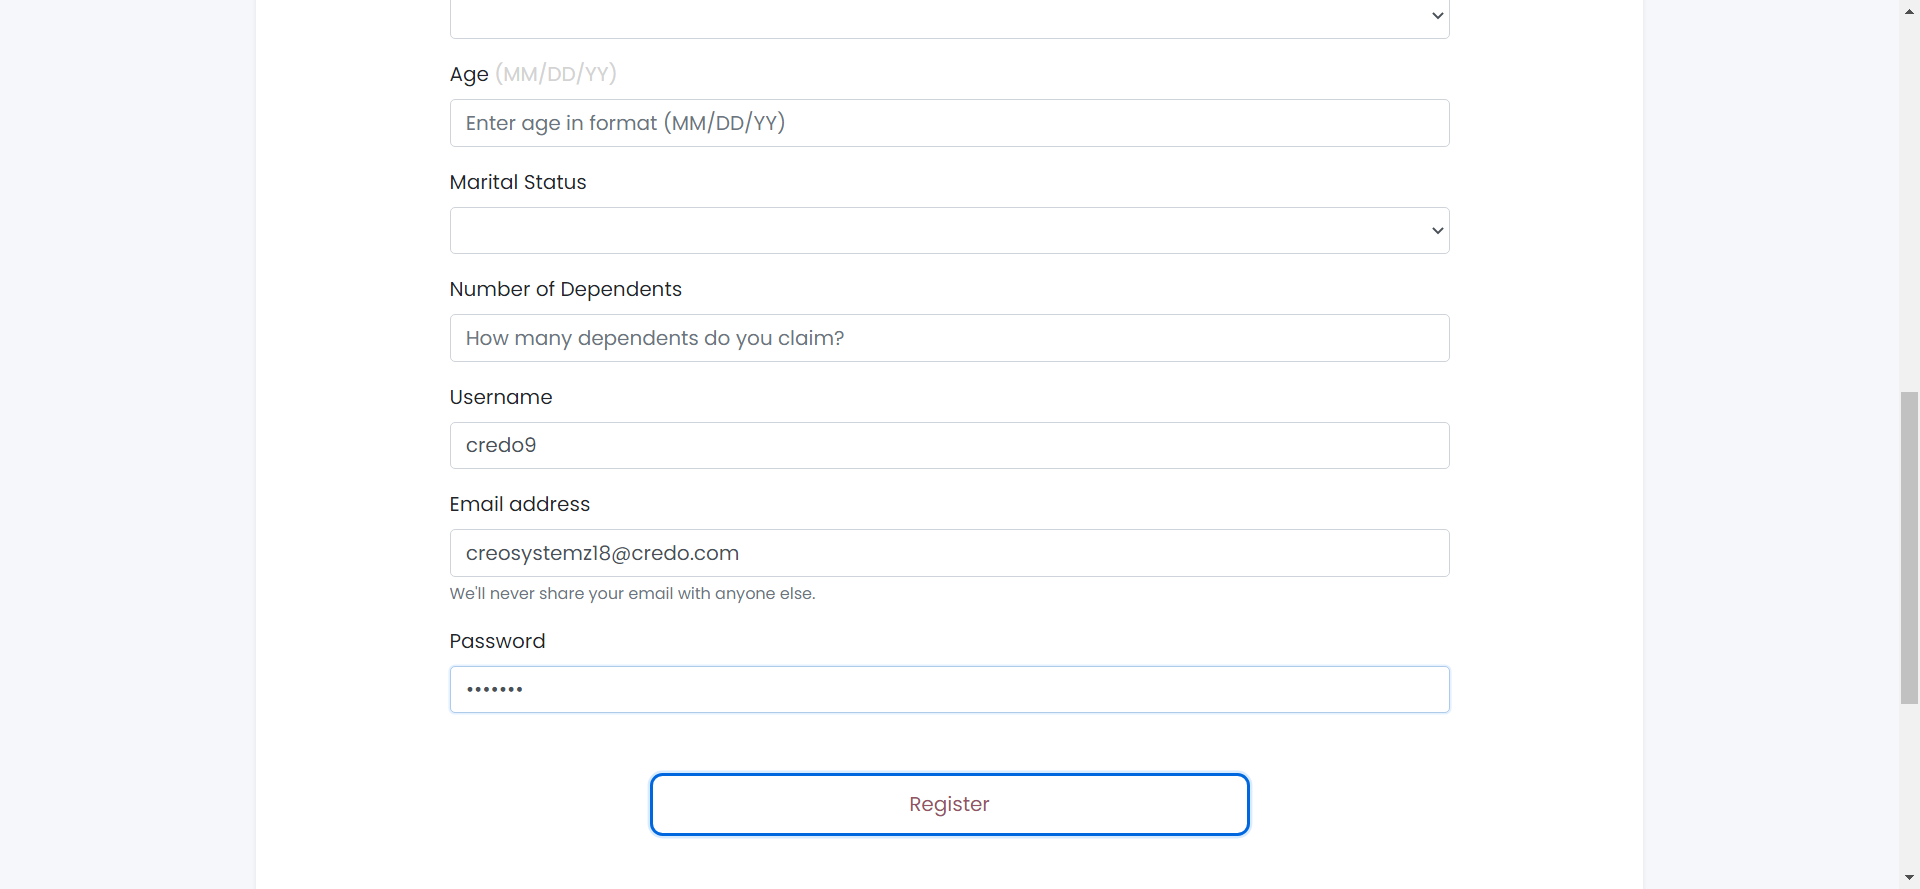 Age (MM/DD/YY)
Enter age in format (MM/DD/YY)
Marital Status
Number of Dependents
How many dependents do you claim?
Username
credo9
Email address
creosystemz18@credo.com
We'll never share your email with anyone else.
Password
•••••••
Register